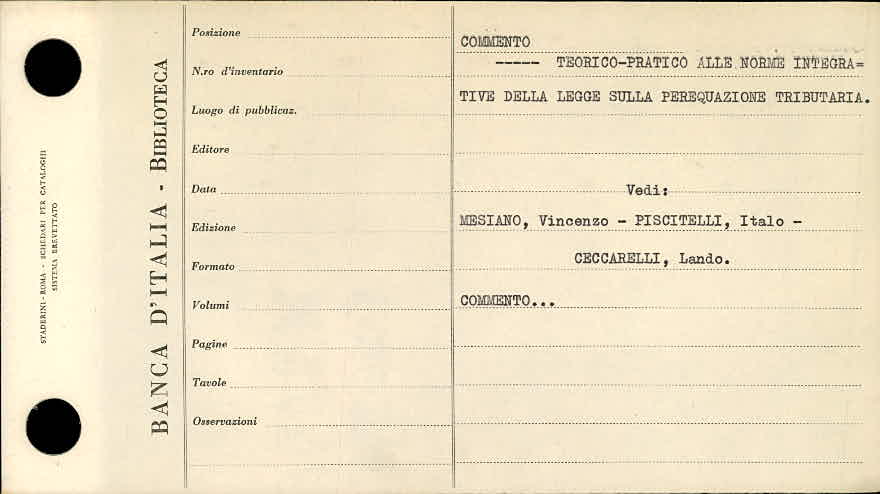 STADERINI - ROMA - SCHEDARI PER CATALOGHI
SISTEMA BREVETTATO
BANCA D'ITALIA - BIBLIOTECA
Posizione
N.ro d'inventario
Luogo di pubblicaz.
Editore
Data
Edizione
Formato
Volumi
Pagine
Tavole
Osservazioni
COMMENTO
----- TEORICO-PRATICO ALLE NORME INTEGRA=
TIVE DELLA LEGGE SULLA PEREQUAZIONE TRIBUTARIA.
Vedi:
MESIANO, Vincenzo - PISCITELLI, Italo -
CECCARELLI, Lando.
COMMENTO...